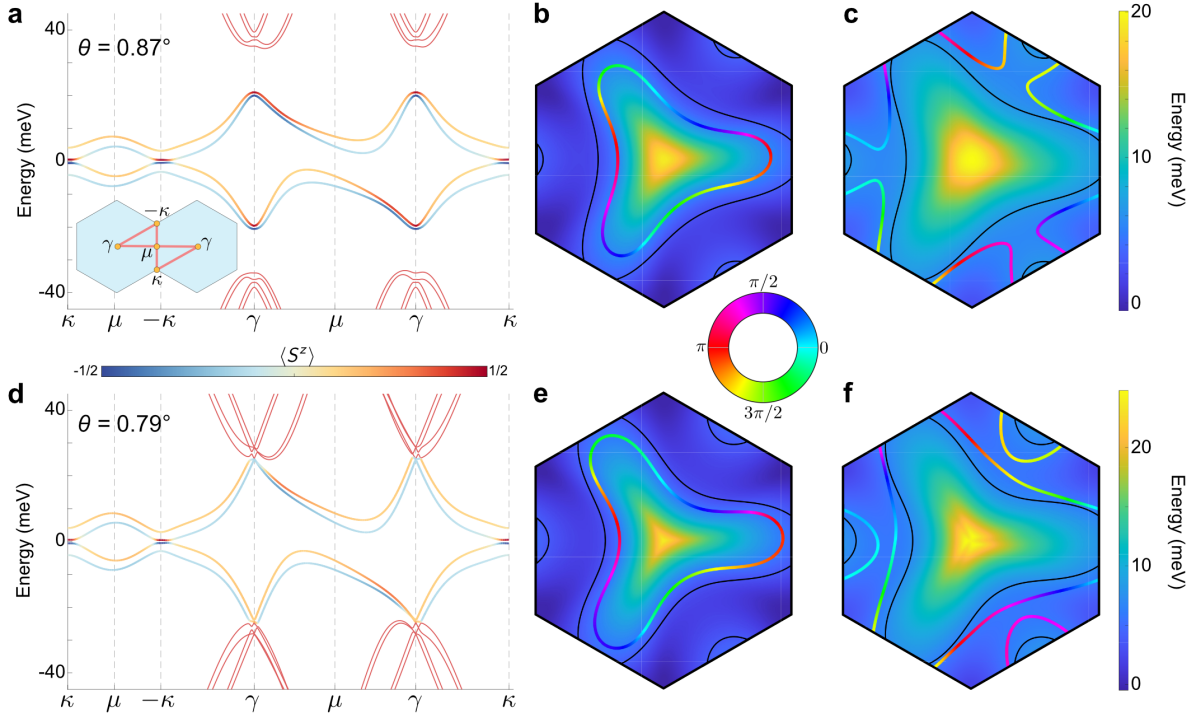 a
b
c
40
θ = 0.87°
0
-40
Energy (meV)
−κ
γ
μ
γ
κ
κ
μ
−κ
γ
μ
γ
κ
20
10
0
Energy (meV)
⟨Sᶻ⟩
-1/2
1/2
π/2
π
0
3π/2
d
e
f
40
θ = 0.79°
0
-40
Energy (meV)
κ
μ
−κ
γ
μ
γ
κ
20
10
0
Energy (meV)